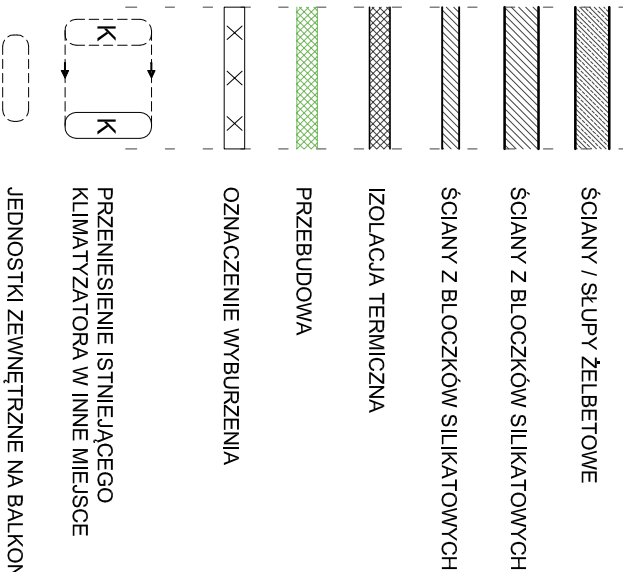 ŚCIANY / SŁUPY ŻELBETOWE
ŚCIANY Z BLOCZKÓW SILIKATOWYCH
ŚCIANY Z BLOCZKÓW SILIKATOWYCH
IZOLACJA TERMICZNA
PRZEBUDOWA
OZNACZENIE WYBURZENIA
K
K
PRZENIESIENIE ISTNIEJĄCEGO
KLIMATYZATORA W INNE MIEJSCE
JEDNOSTKI ZEWNĘTRZNE NA BALKON